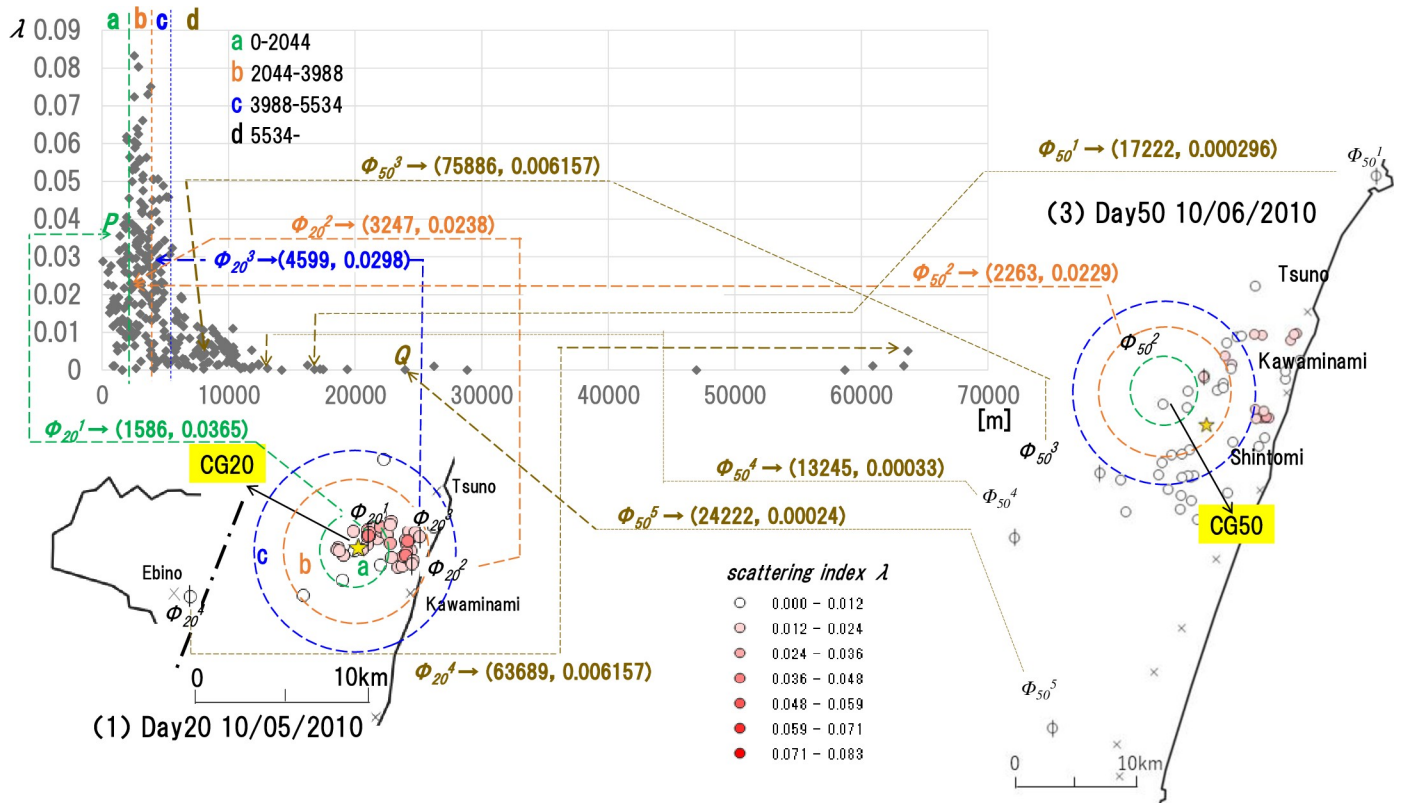 λ
a b c d
0.09
0.08
0.07
0.06
0.05
0.04
0.03
0.02
0.01
0
a 0-2044
b 2044-3988
c 3988-5534
d 5534-
P
Q
0 10000 20000 30000 40000 50000 60000 70000
[m]
Φ₅₀³ → (75886, 0.006157)
Φ₂₀² → (3247, 0.0238)
Φ₂₀³ → (4599, 0.0298)
Φ₅₀¹ → (17222, 0.000296)
Φ₅₀² → (2263, 0.0229)
Φ₂₀¹ → (1586, 0.0365)
Φ₅₀⁴ → (13245, 0.00033)
Φ₅₀⁵ → (24222, 0.00024)
Φ₂₀⁴ → (63689, 0.006157)
CG20
Tsuno
Φ₂₀¹
Φ₂₀³
c b a
Φ₂₀²
Ebino
Φ₂₀⁴
Kawaminami
0 10km
(1) Day20 10/05/2010
scattering index λ
0.000 - 0.012
0.012 - 0.024
0.024 - 0.036
0.036 - 0.048
0.048 - 0.059
0.059 - 0.071
0.071 - 0.083
Φ₅₀¹
(3) Day50 10/06/2010
Tsuno
Φ₅₀²
Kawaminami
Φ₅₀³
Shintomi
Φ₅₀⁴
CG50
Φ₅₀⁵
0 10km